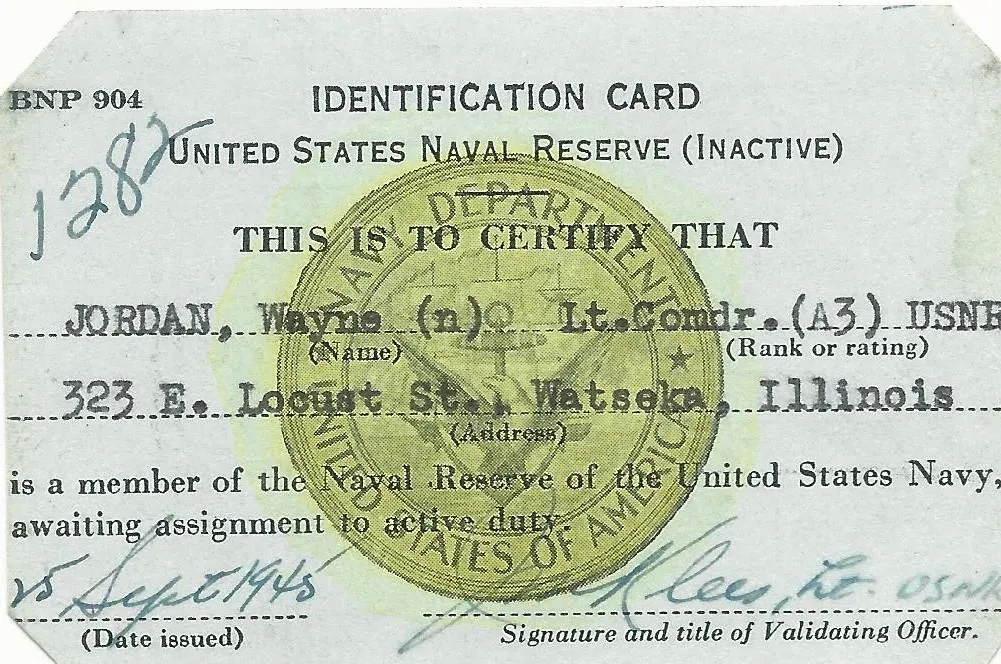 BNP 904
IDENTIFICATION CARD
1282
UNITED STATES NAVAL RESERVE (INACTIVE)
NAVY DEPARTMENT
UNITED STATES OF AMERICA
THIS IS TO CERTIFY THAT
JORDAN, Wayne (n) Lt.Comdr.(A3) USNR
(Name) (Rank or rating)
323 E. Locust St., Watseka, Illinois
(Address)
is a member of the Naval Reserve of the United States Navy,
awaiting assignment to active duty.
25 Sept 1945 Klees, Lt. USNR
(Date issued) Signature and title of Validating Officer.